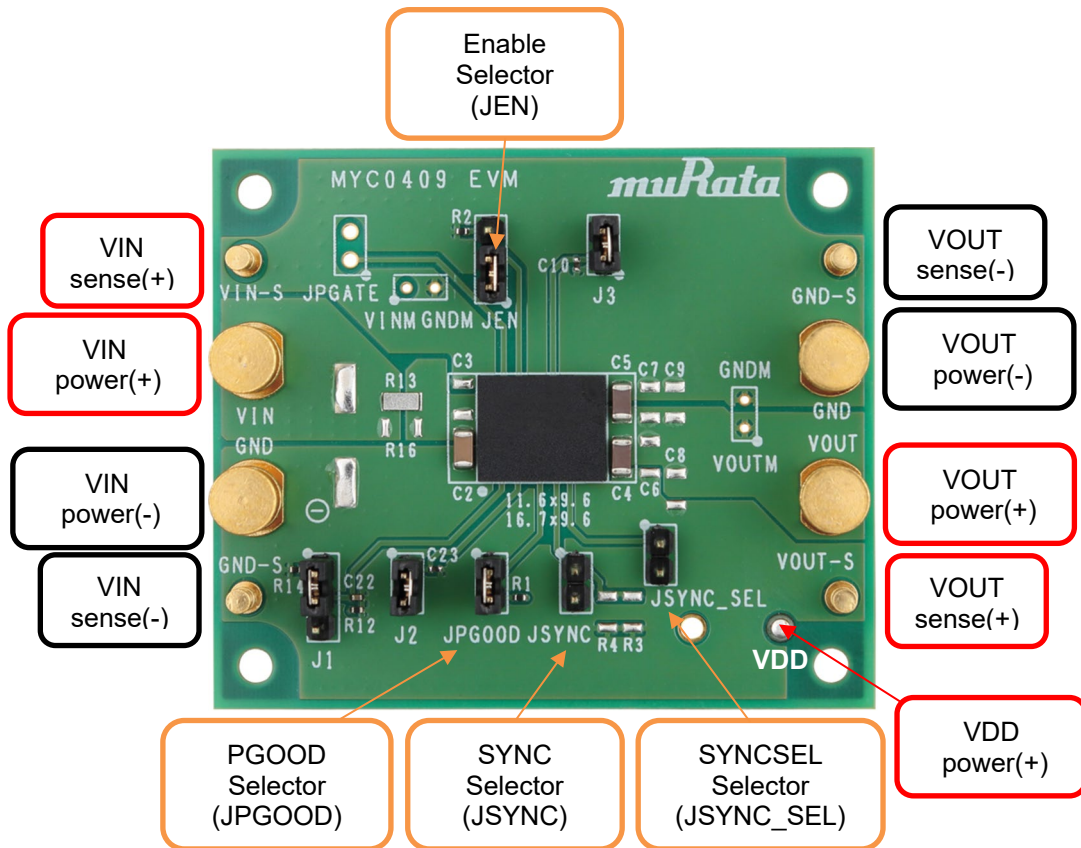 Enable
Selector
(JEN)
MYC0409 EVM
muRata
R2
C10
J3
VIN
sense(+)
VOUT
sense(-)
VIN-S
JPGATE
VINM GNDM JEN
GND-S
VIN
power(+)
VOUT
power(-)
C3
C5
C7
C9
R13
GNDM
VIN
GND
GND
VOUT
R16
VOUTM
C2
C4
C6
C8
VIN
power(-)
VOUT
power(+)
11.6x9.6
16.7x9.6
GND-S
VOUT-S
R14
C22
R12
C23
R1
VIN
sense(-)
VOUT
sense(+)
J1
J2
JPGOOD
JSYNC
R4
R3
JSYNC_SEL
VDD
PGOOD
Selector
(JPGOOD)
SYNC
Selector
(JSYNC)
SYNCSEL
Selector
(JSYNC_SEL)
VDD
power(+)